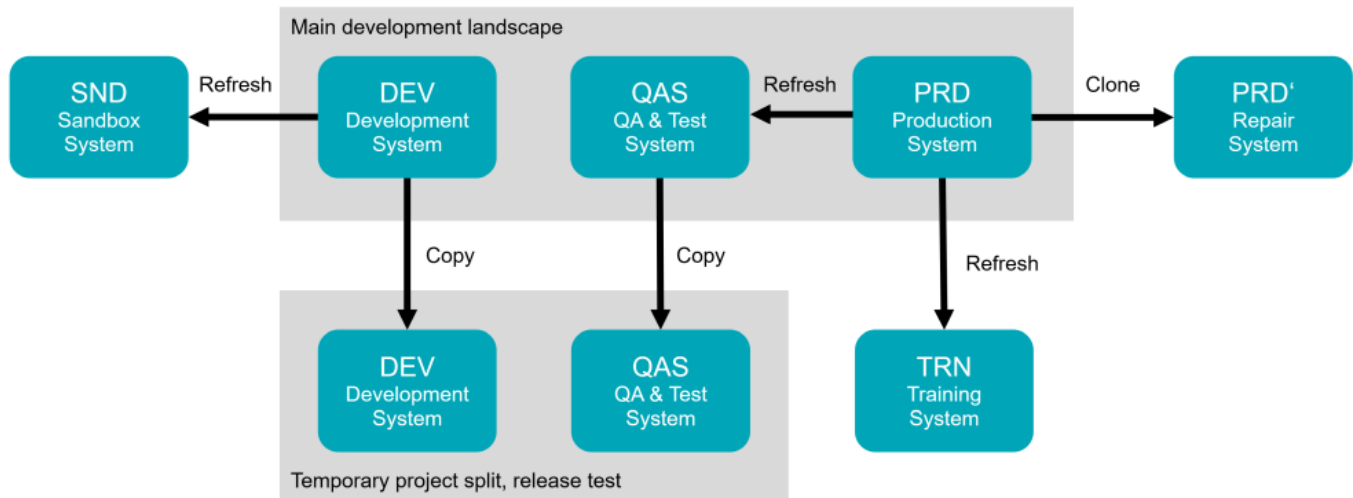 Main development landscape
SND
Sandbox
System
Refresh
DEV
Development
System
QAS
QA & Test
System
Refresh
PRD
Production
System
Clone
PRD‘
Repair
System
Copy
Copy
Refresh
DEV
Development
System
QAS
QA & Test
System
TRN
Training
System
Temporary project split, release test